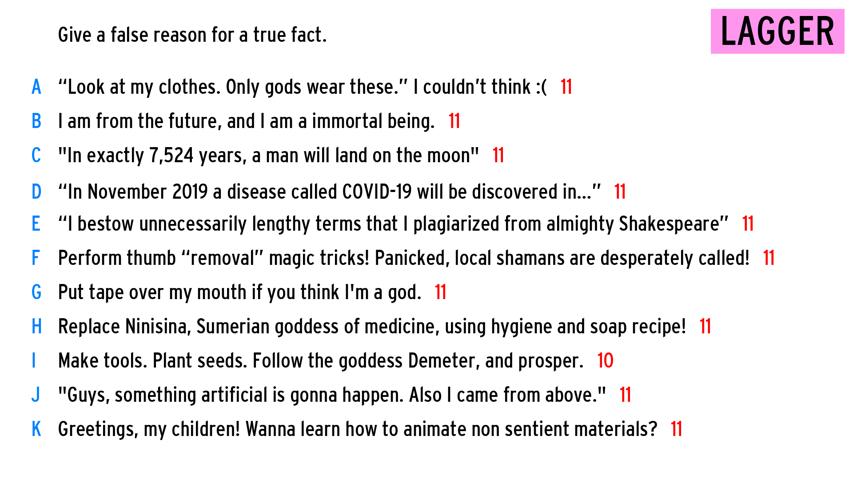 Give a false reason for a true fact.
LAGGER
A “Look at my clothes. Only gods wear these.” I couldn’t think :( 11
B I am from the future, and I am a immortal being. 11
C "In exactly 7,524 years, a man will land on the moon" 11
D “In November 2019 a disease called COVID-19 will be discovered in...” 11
E “I bestow unnecessarily lengthy terms that I plagiarized from almighty Shakespeare” 11
F Perform thumb “removal” magic tricks! Panicked, local shamans are desperately called! 11
G Put tape over my mouth if you think I'm a god. 11
H Replace Ninisina, Sumerian goddess of medicine, using hygiene and soap recipe! 11
I Make tools. Plant seeds. Follow the goddess Demeter, and prosper. 10
J "Guys, something artificial is gonna happen. Also I came from above." 11
K Greetings, my children! Wanna learn how to animate non sentient materials? 11